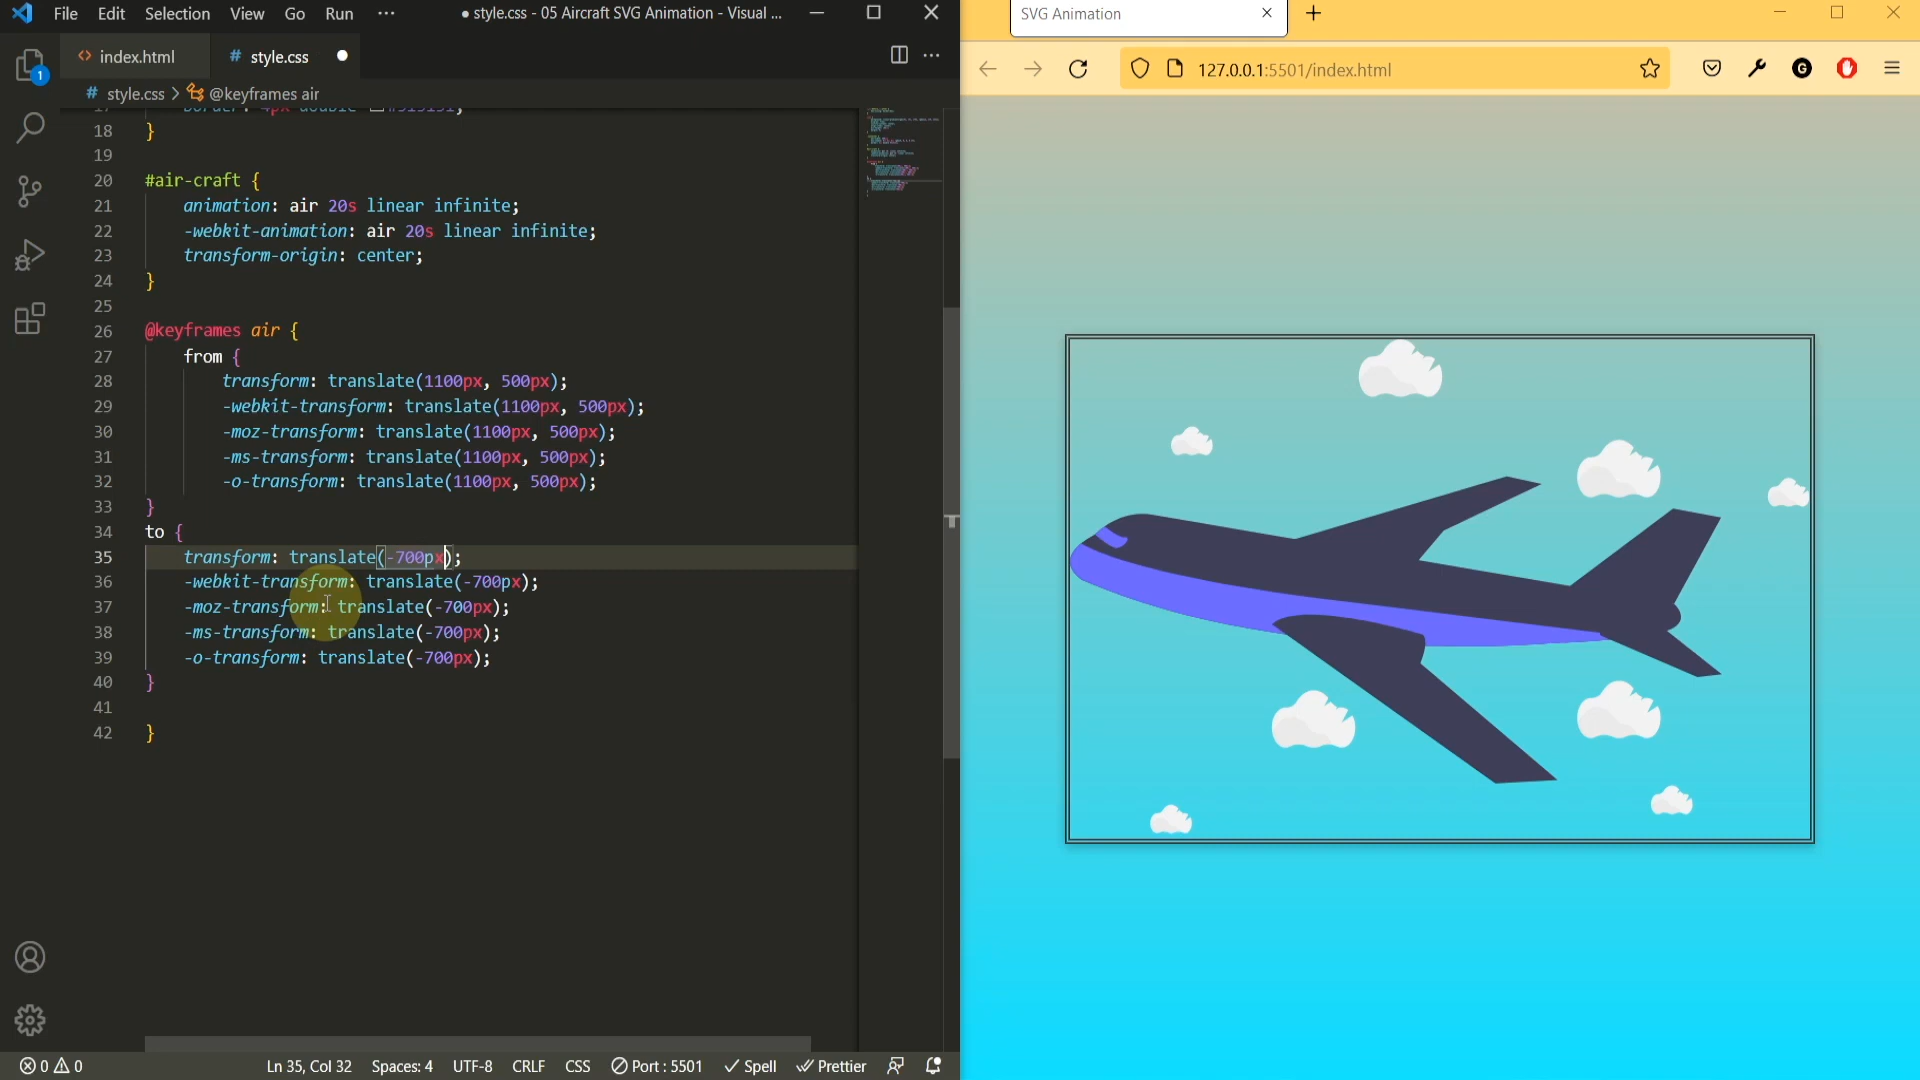 File Edit Selection View Go Run ··· ● style.css - 05 Aircraft SVG Animation - Visual ...
<> index.html # style.css ●
# style.css > @keyframes air
18 }
19
20 #air-craft {
21 animation: air 20s linear infinite;
22 -webkit-animation: air 20s linear infinite;
23 transform-origin: center;
24 }
25
26 @keyframes air {
27 from {
28 transform: translate(1100px, 500px);
29 -webkit-transform: translate(1100px, 500px);
30 -moz-transform: translate(1100px, 500px);
31 -ms-transform: translate(1100px, 500px);
32 -o-transform: translate(1100px, 500px);
33 }
34 to {
35 transform: translate(-700px);
36 -webkit-transform: translate(-700px);
37 -moz-transform: translate(-700px);
38 -ms-transform: translate(-700px);
39 -o-transform: translate(-700px);
40 }
41
42 }
1
0 0 Ln 35, Col 32 Spaces: 4 UTF-8 CRLF CSS Port : 5501 Spell Prettier
SVG Animation
127.0.0.1:5501/index.html
G